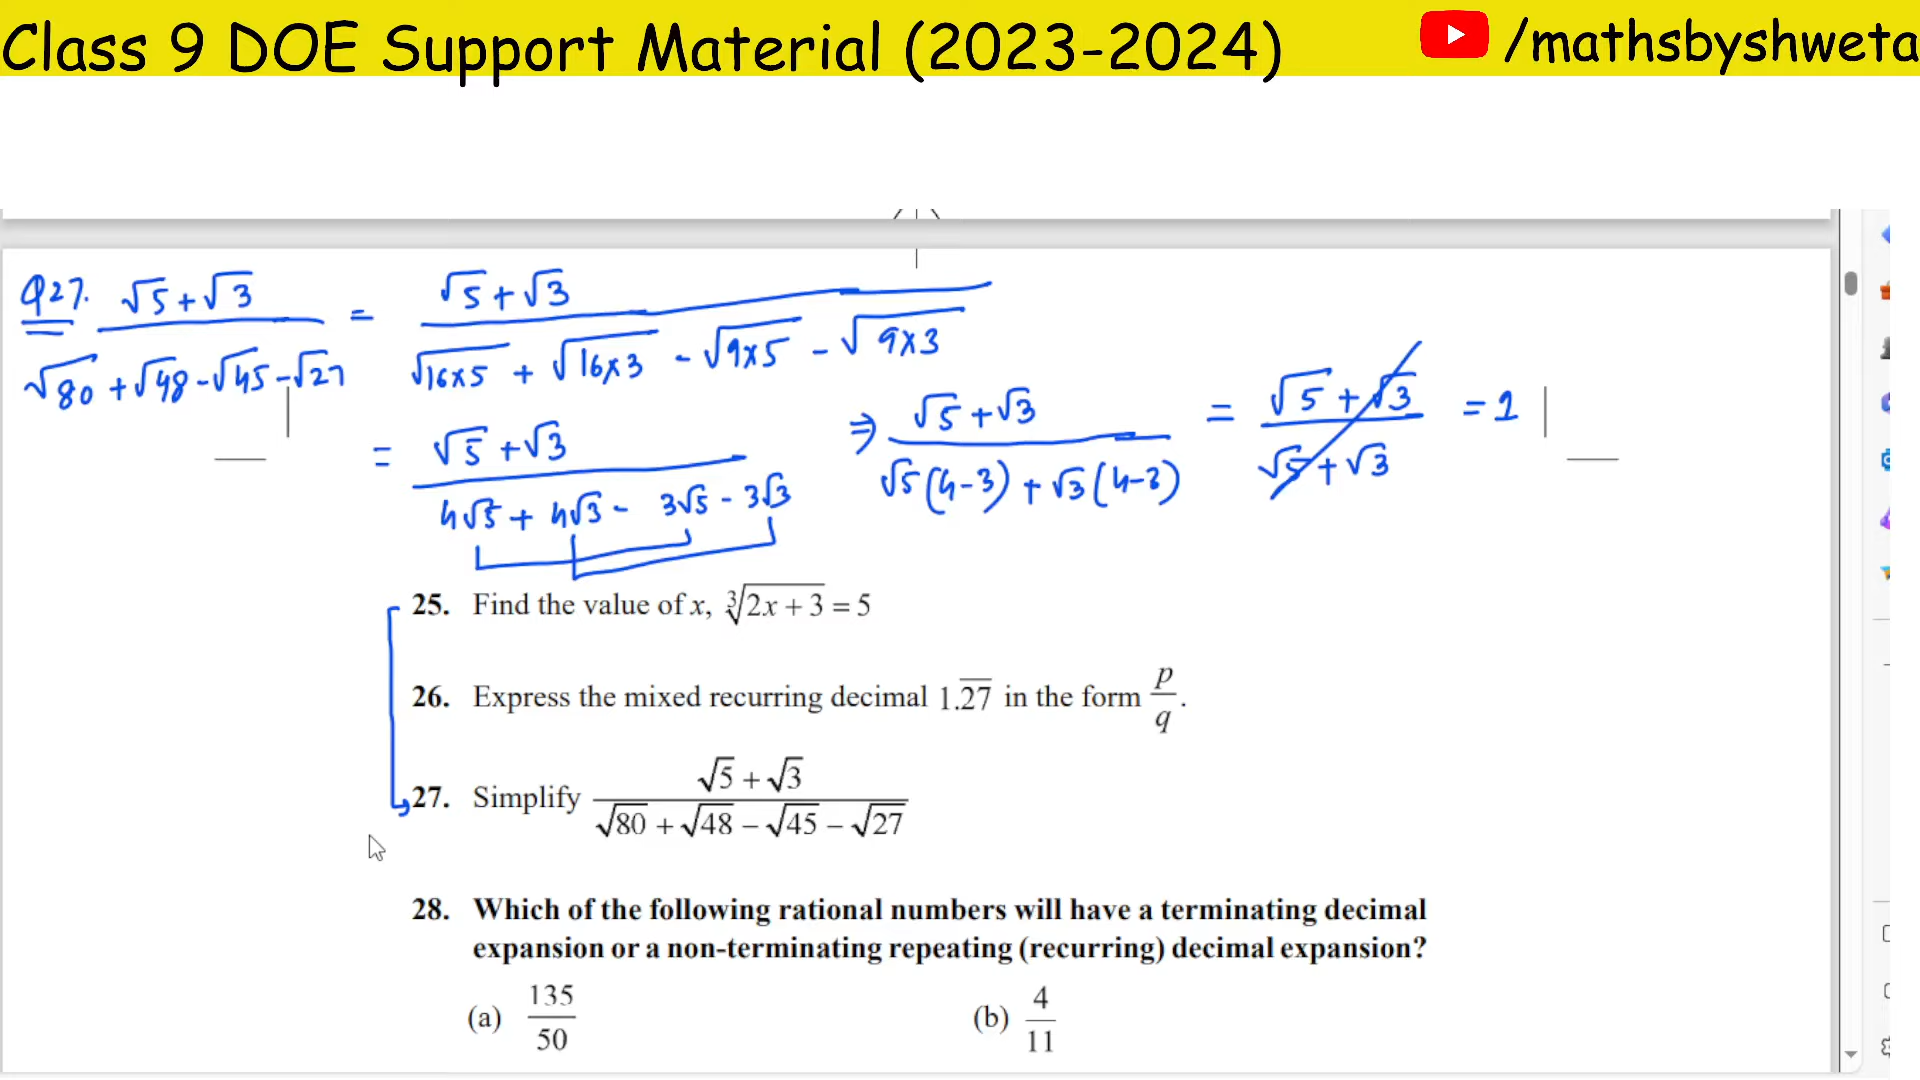 Class 9 DOE Support Material (2023-2024) /mathsbyshweta
Q27. √5+√3 / √80+√48-√45-√27 = √5+√3 / √16×5 + √16×3 - √9×5 - √9×3
= √5+√3 / 4√5 + 4√3 - 3√5 - 3√3 ⇒ √5+√3 / √5(4-3) + √3(4-3) = √5+√3 / √5+√3 = 1
25. Find the value of x, ∛2x + 3 = 5
26. Express the mixed recurring decimal 1.2̅7̅ in the form p/q.
27. Simplify √5 + √3 / √80 + √48 – √45 – √27
28. Which of the following rational numbers will have a terminating decimal
expansion or a non-terminating repeating (recurring) decimal expansion?
(a) 135/50 (b) 4/11